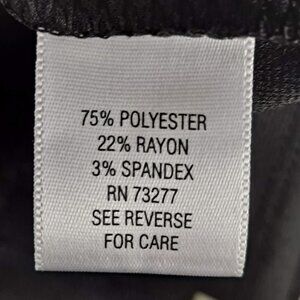 75% POLYESTER
22% RAYON
3% SPANDEX
RN 73277
SEE REVERSE
FOR CARE